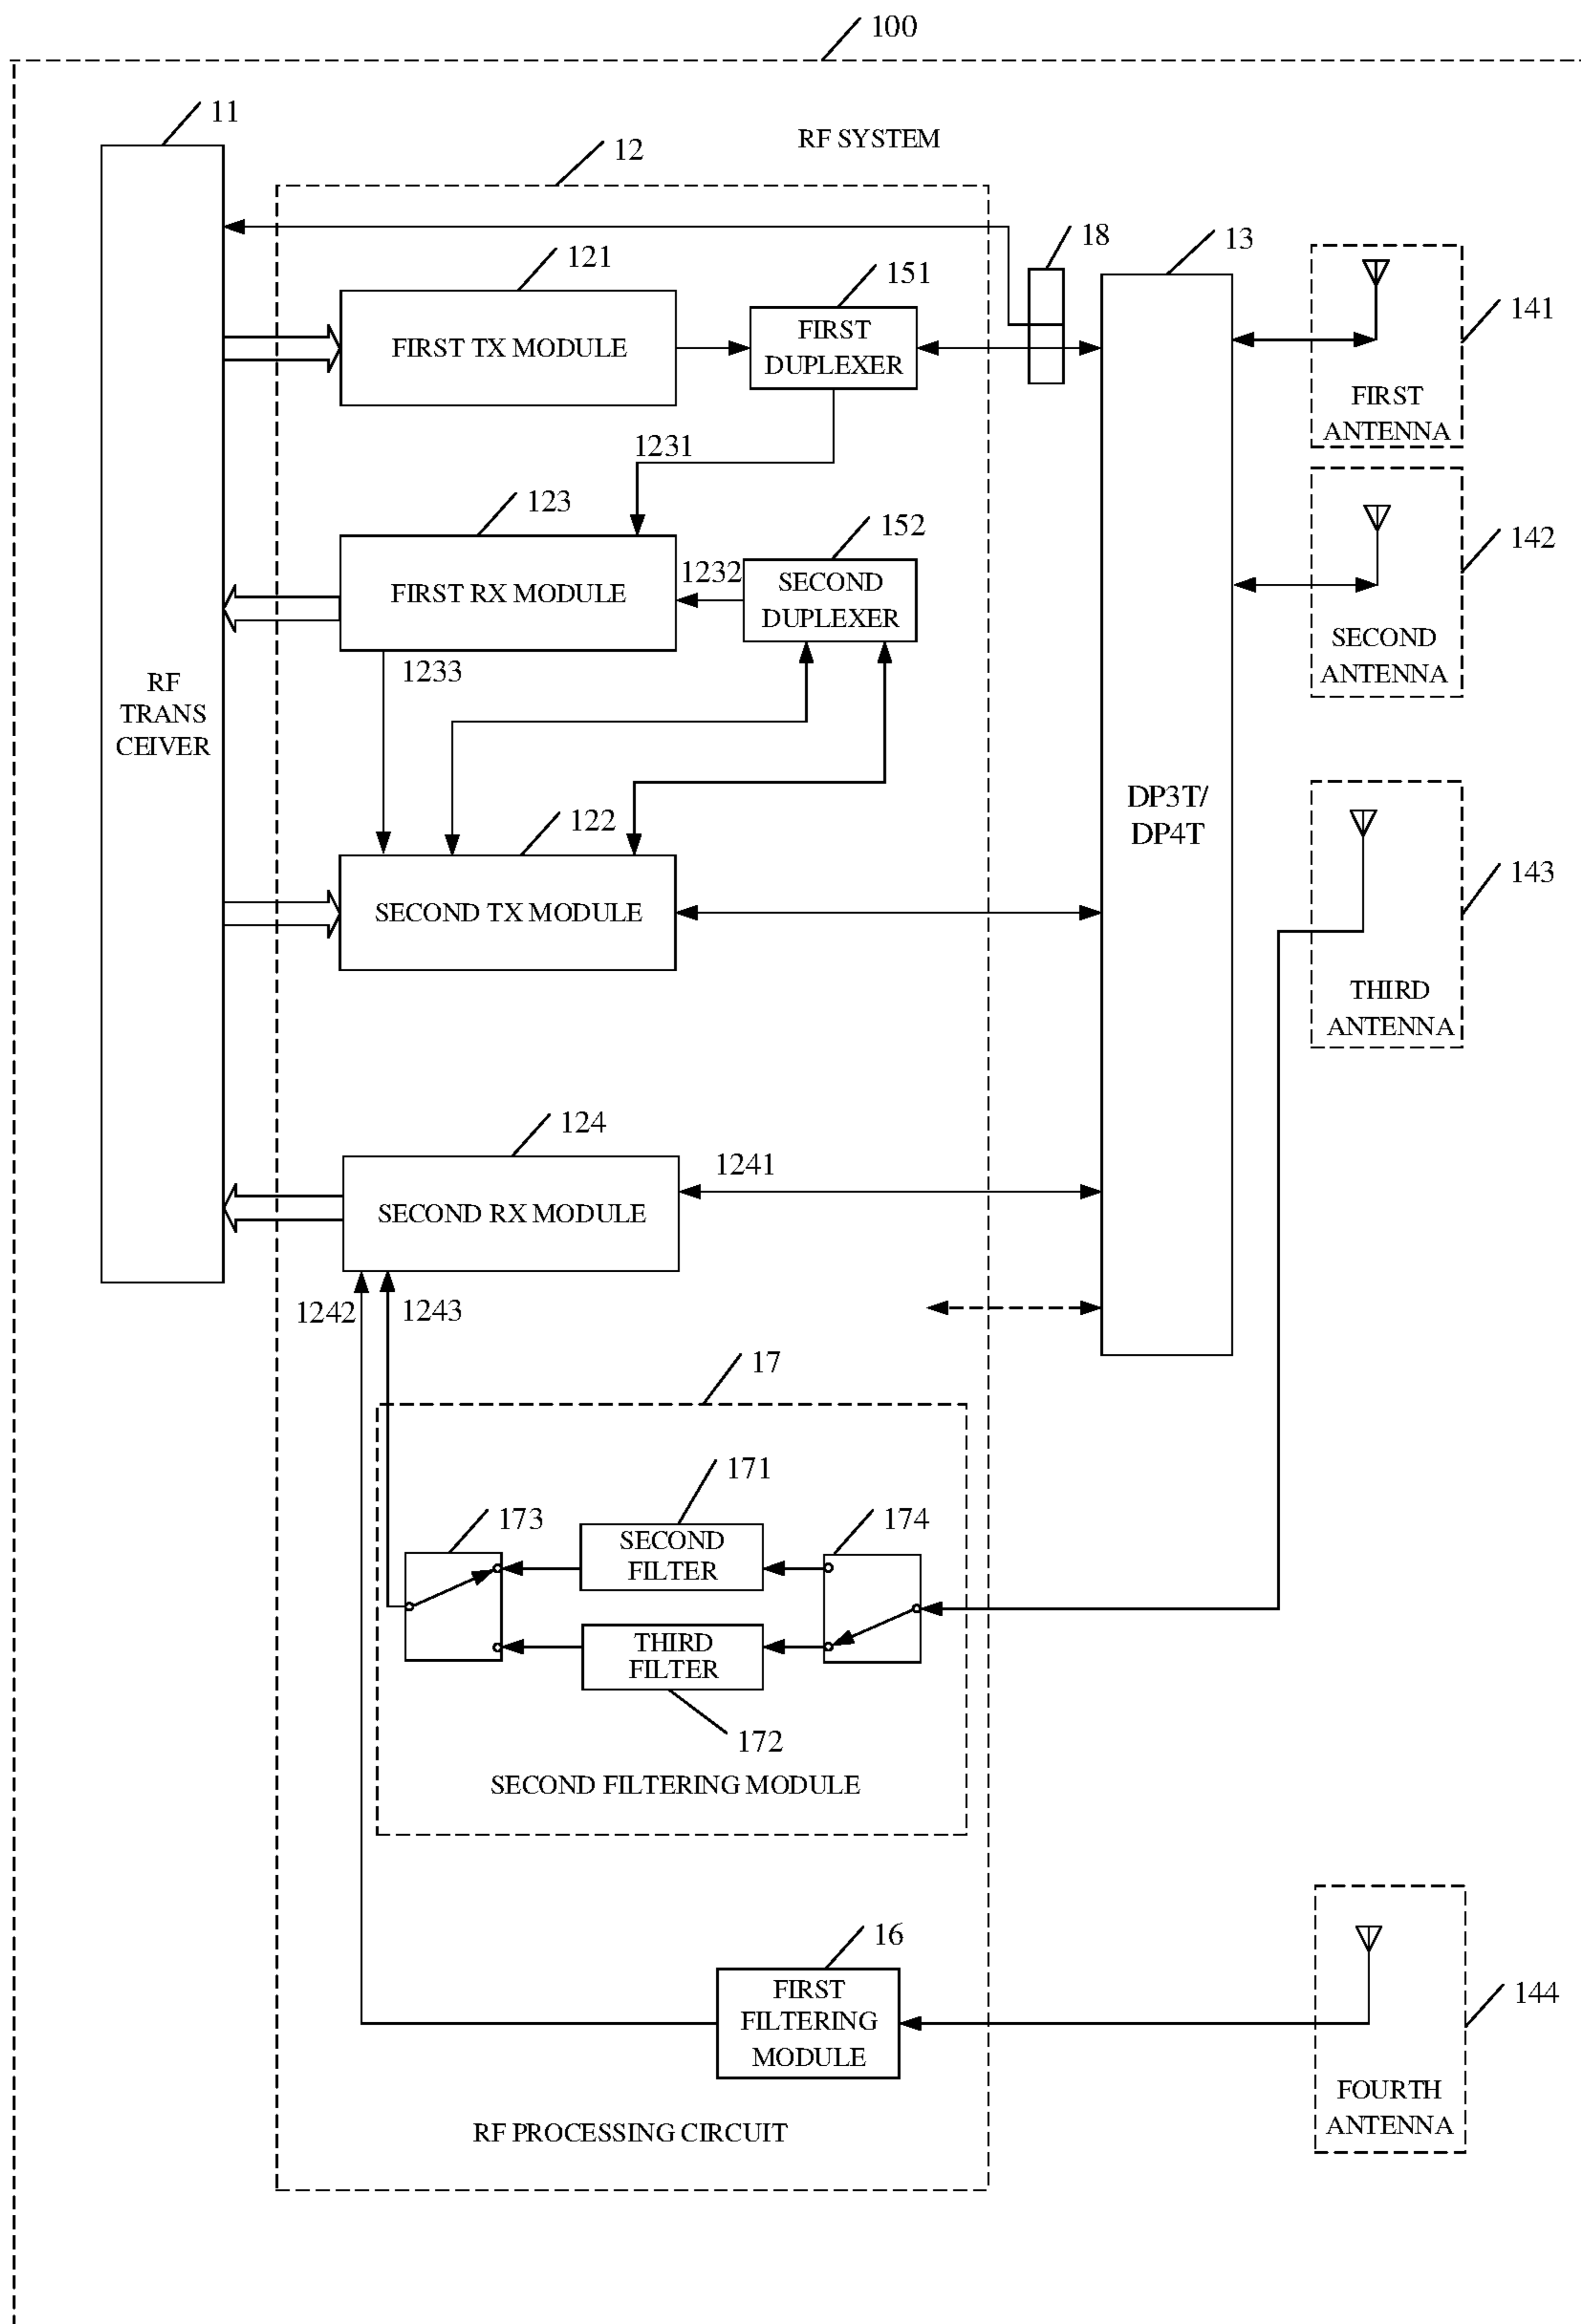 100
11
12
RF SYSTEM
18
13
121
151
141
FIRST TX MODULE
FIRST
DUPLEXER
FIRST
ANTENNA
1231
123
152
142
FIRST RX MODULE
1232
SECOND
DUPLEXER
SECOND
ANTENNA
1233
RF
TRANS
CEIVER
DP3T/
DP4T
122
143
SECOND TX MODULE
THIRD
ANTENNA
124
1241
SECOND RX MODULE
1242
1243
17
171
173
174
SECOND
FILTER
THIRD
FILTER
172
SECOND FILTERING MODULE
16
FIRST
FILTERING
MODULE
144
FOURTH
ANTENNA
RF PROCESSING CIRCUIT